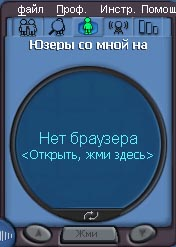 файл Проф. Инстр. Помощ
Юзеры со мной на
Нет браузера
<Открыть, жми здесь>
Жми